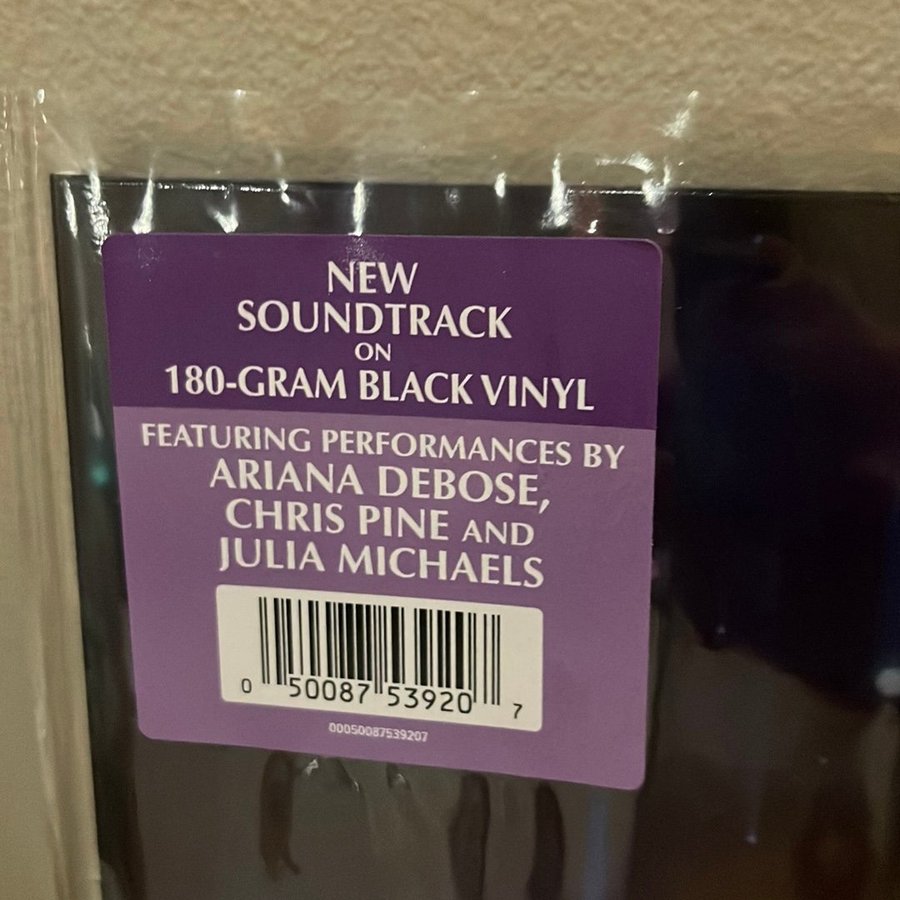 NEW
SOUNDTRACK
ON
180-GRAM BLACK VINYL
FEATURING PERFORMANCES BY
ARIANA DEBOSE,
CHRIS PINE AND
JULIA MICHAELS
0 50087 53920 7
00050087539207